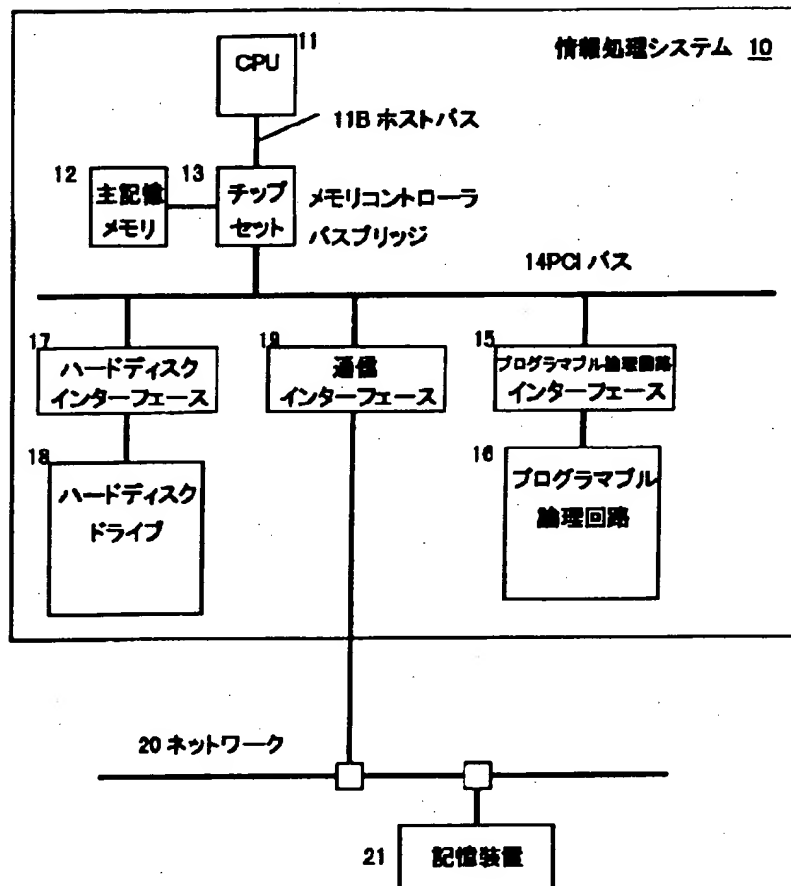 11
CPU
情報処理システム 10
11B ホストバス
12
13
主記憶
メモリ
チップ
セット
メモリコントローラ
バスブリッジ
14PCI バス
17
ハードディスク
インターフェース
19
通信
インターフェース
15
プログラマブル論理回路
インターフェース
18
ハードディスク
ドライブ
16
プログラマブル
論理回路
20 ネットワーク
21
記憶装置